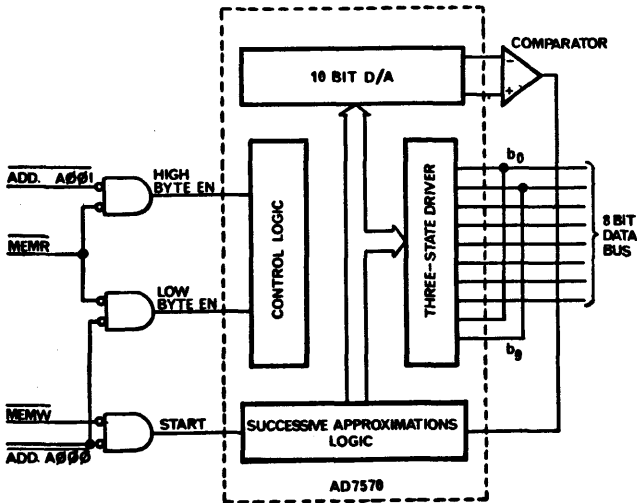 COMPARATOR
10 BIT D/A
−
+
ADD. AØØ1
HIGH
BYTE EN
b0
CONTROL LOGIC
THREE-STATE DRIVER
8 BIT
DATA
BUS
MEMR
LOW
BYTE EN
b9
MEMW
START
SUCCESSIVE APPROXIMATIONS
LOGIC
ADD. AØØØ
AD7570